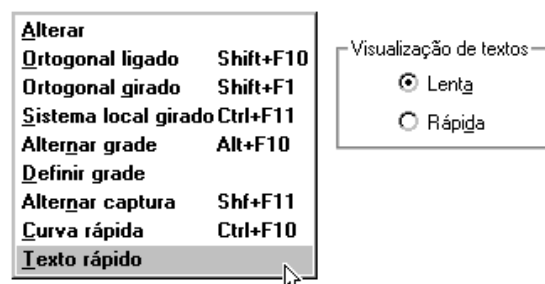 Alterar
Ortogonal ligado Shift+F10
Ortogonal girado Shift+F1
Sistema local girado Ctrl+F11
Alternar grade Alt+F10
Definir grade
Alternar captura Shf+F11
Curva rápida Ctrl+F10
Texto rápido
Visualização de textos
Lenta
Rápida